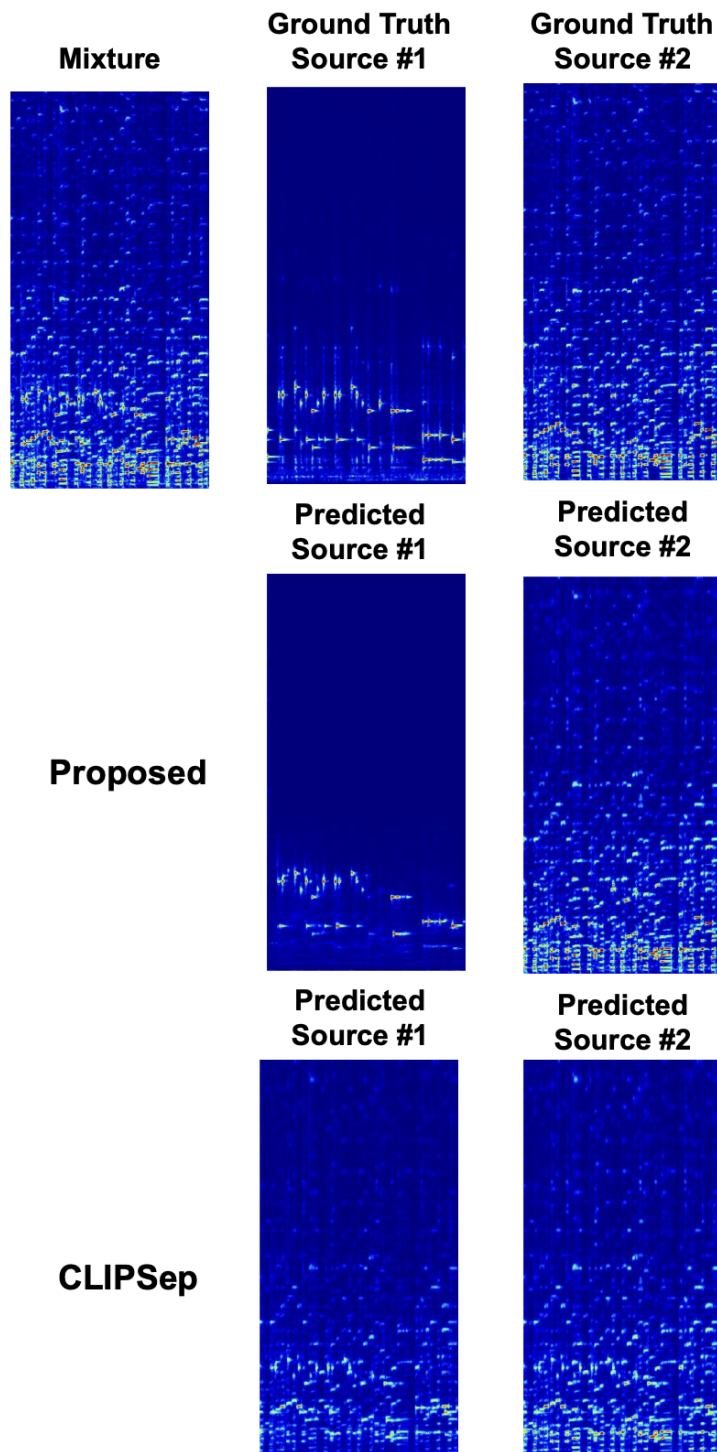 Mixture
Ground Truth
Source #1
Ground Truth
Source #2
Predicted
Source #1
Predicted
Source #2
Proposed
Predicted
Source #1
Predicted
Source #2
CLIPSep